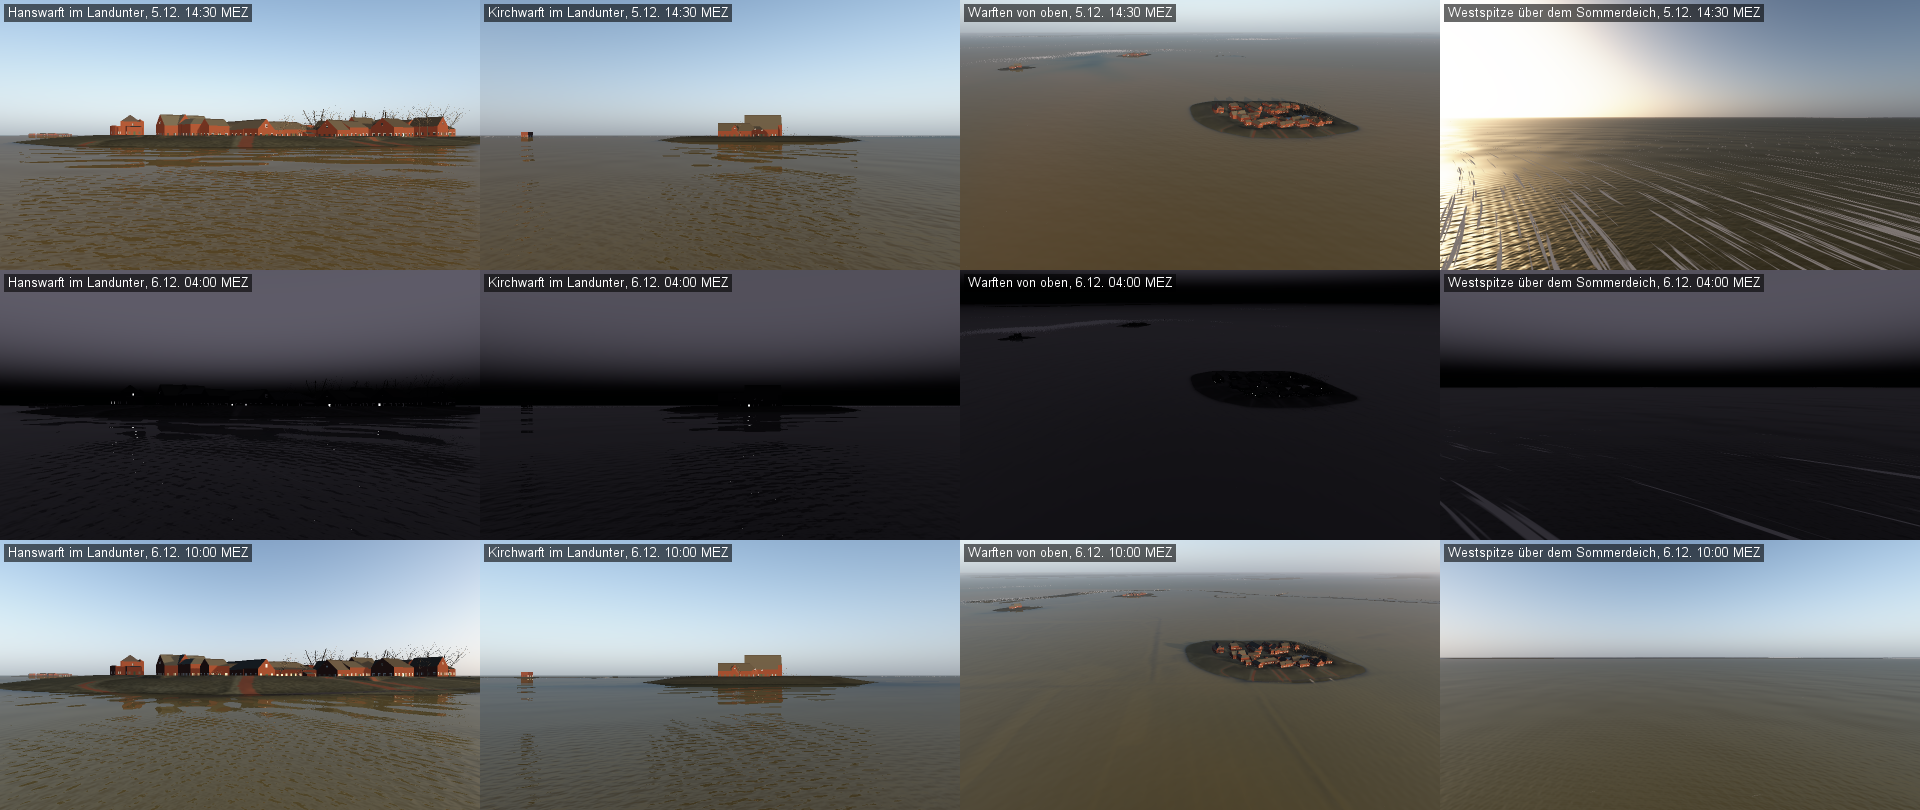 Hanswarft im Landunter, 5.12. 14:30 MEZ
Kirchwarft im Landunter, 5.12. 14:30 MEZ
Warften von oben, 5.12. 14:30 MEZ
Westspitze über dem Sommerdeich, 5.12. 14:30 MEZ
Hanswarft im Landunter, 6.12. 04:00 MEZ
Kirchwarft im Landunter, 6.12. 04:00 MEZ
Warften von oben, 6.12. 04:00 MEZ
Westspitze über dem Sommerdeich, 6.12. 04:00 MEZ
Hanswarft im Landunter, 6.12. 10:00 MEZ
Kirchwarft im Landunter, 6.12. 10:00 MEZ
Warften von oben, 6.12. 10:00 MEZ
Westspitze über dem Sommerdeich, 6.12. 10:00 MEZ